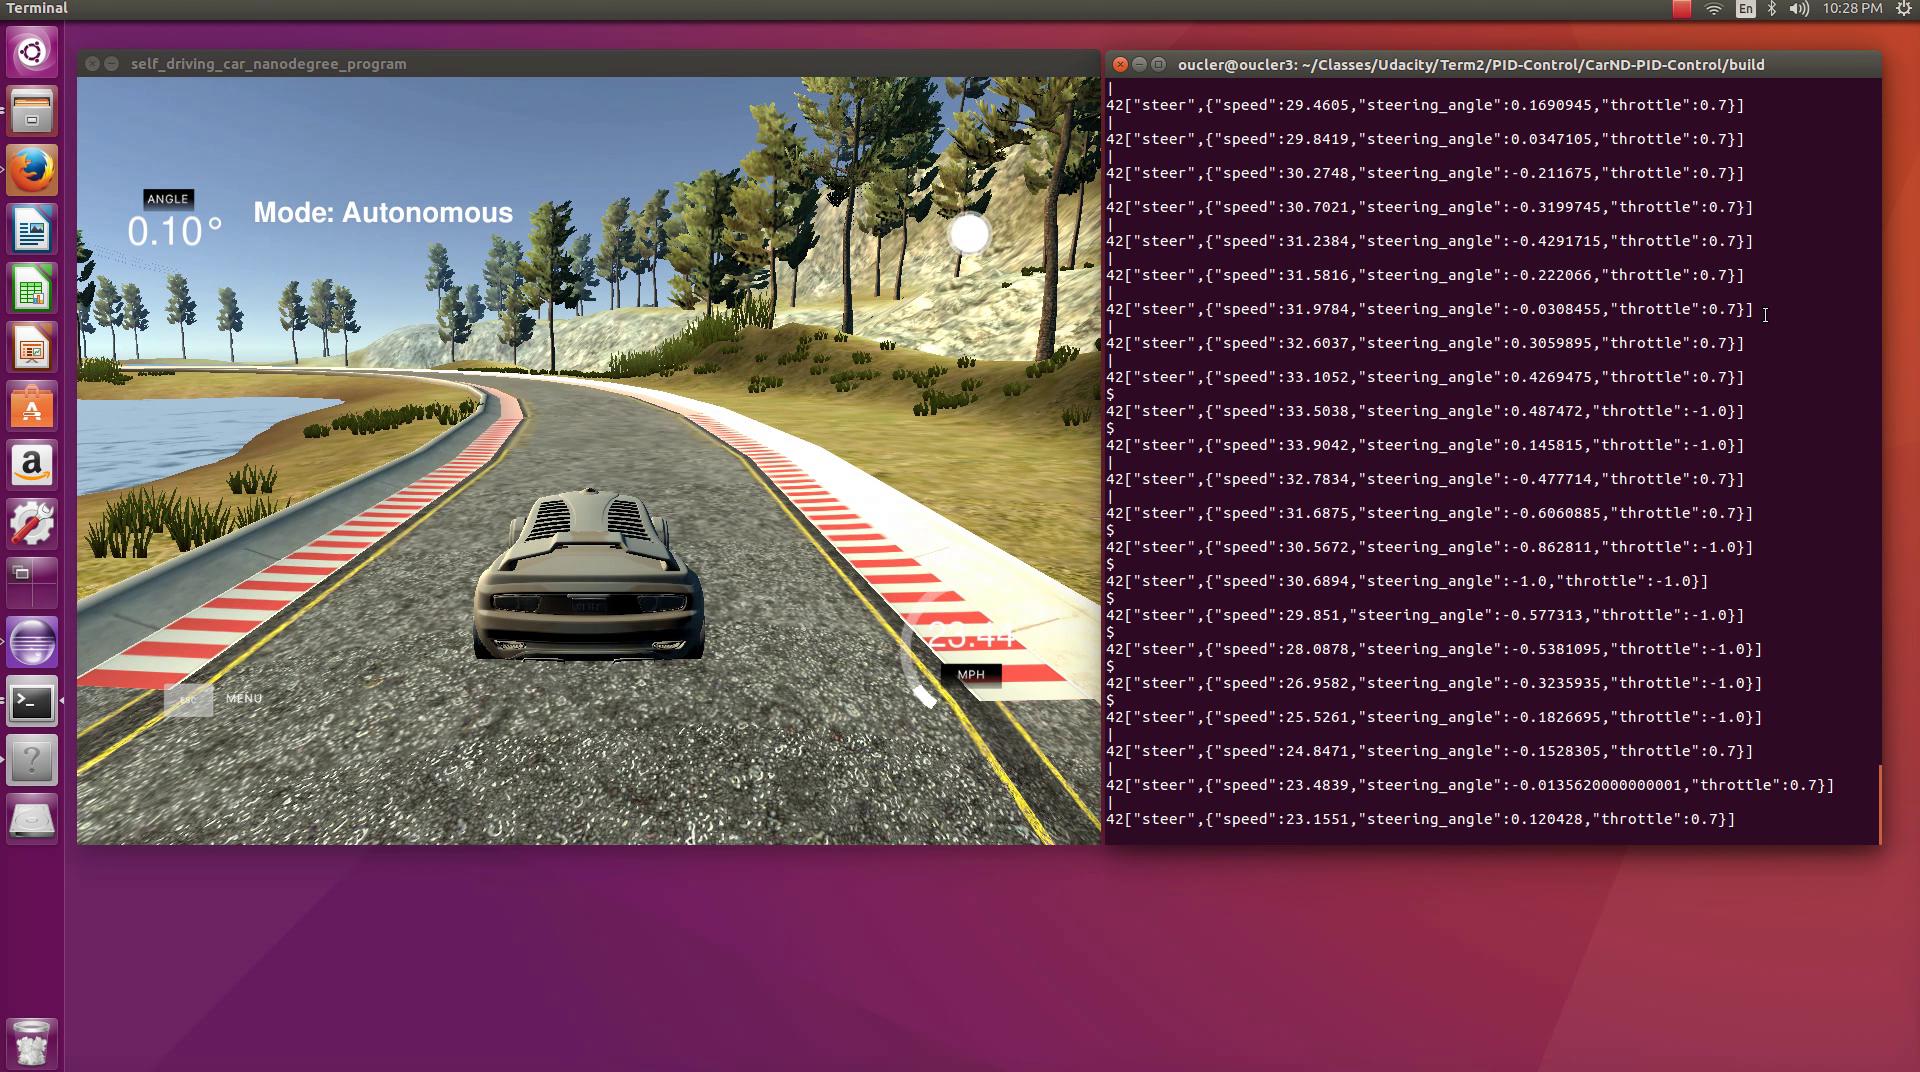 Terminal
En
10:28 PM
self_driving_car_nanodegree_program
ANGLE
0.10°
Mode: Autonomous
23.44
MPH
ESC
MENU
oucler@oucler3: ~/Classes/Udacity/Term2/PID-Control/CarND-PID-Control/build
|
42["steer",{"speed":29.4605,"steering_angle":0.1690945,"throttle":0.7}]
|
42["steer",{"speed":29.8419,"steering_angle":0.0347105,"throttle":0.7}]
|
42["steer",{"speed":30.2748,"steering_angle":-0.211675,"throttle":0.7}]
|
42["steer",{"speed":30.7021,"steering_angle":-0.3199745,"throttle":0.7}]
|
42["steer",{"speed":31.2384,"steering_angle":-0.4291715,"throttle":0.7}]
|
42["steer",{"speed":31.5816,"steering_angle":-0.222066,"throttle":0.7}]
|
42["steer",{"speed":31.9784,"steering_angle":-0.0308455,"throttle":0.7}]
|
42["steer",{"speed":32.6037,"steering_angle":0.3059895,"throttle":0.7}]
|
42["steer",{"speed":33.1052,"steering_angle":0.4269475,"throttle":0.7}]
$
42["steer",{"speed":33.5038,"steering_angle":0.487472,"throttle":-1.0}]
$
42["steer",{"speed":33.9042,"steering_angle":0.145815,"throttle":-1.0}]
|
42["steer",{"speed":32.7834,"steering_angle":-0.477714,"throttle":0.7}]
|
42["steer",{"speed":31.6875,"steering_angle":-0.6060885,"throttle":0.7}]
$
42["steer",{"speed":30.5672,"steering_angle":-0.862811,"throttle":-1.0}]
$
42["steer",{"speed":30.6894,"steering_angle":-1.0,"throttle":-1.0}]
$
42["steer",{"speed":29.851,"steering_angle":-0.577313,"throttle":-1.0}]
$
42["steer",{"speed":28.0878,"steering_angle":-0.5381095,"throttle":-1.0}]
$
42["steer",{"speed":26.9582,"steering_angle":-0.3235935,"throttle":-1.0}]
$
42["steer",{"speed":25.5261,"steering_angle":-0.1826695,"throttle":-1.0}]
|
42["steer",{"speed":24.8471,"steering_angle":-0.1528305,"throttle":0.7}]
|
42["steer",{"speed":23.4839,"steering_angle":-0.0135620000000001,"throttle":0.7}]
|
42["steer",{"speed":23.1551,"steering_angle":0.120428,"throttle":0.7}]